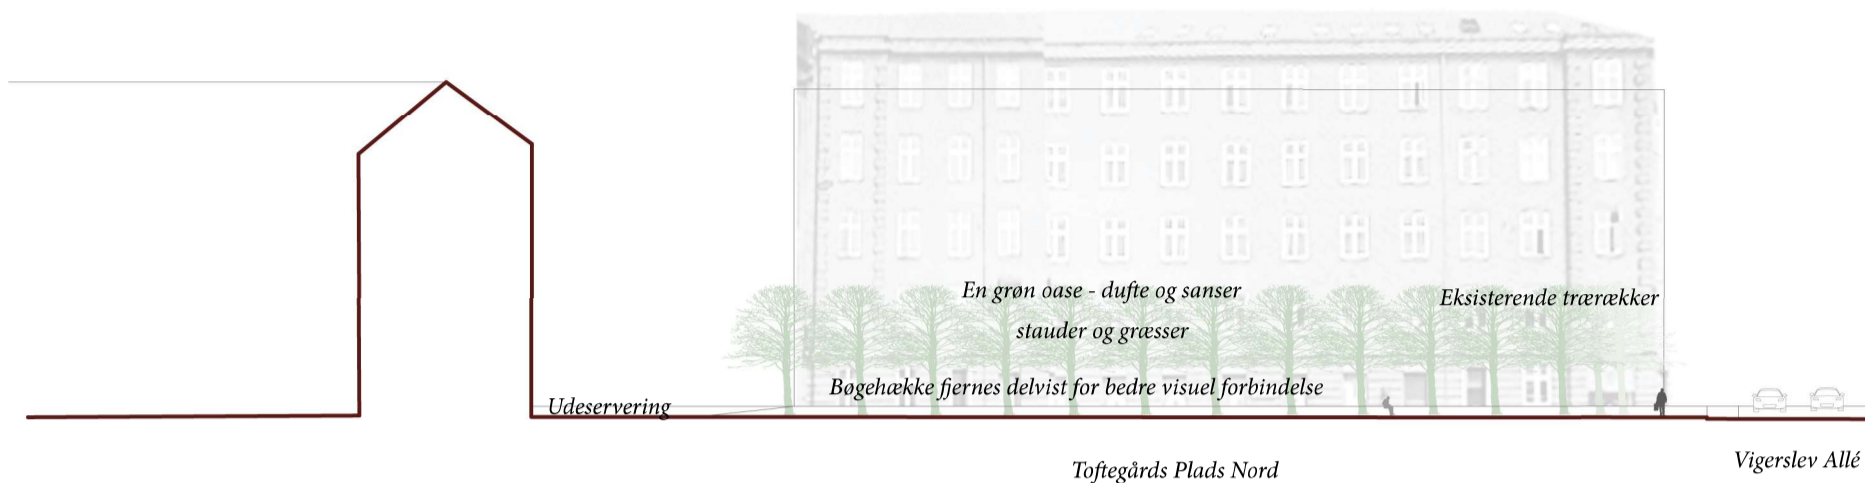 En grøn oase - dufte og sanser
stauder og græsser
Eksisterende trærækker
Bøgehække fjernes delvist for bedre visuel forbindelse
Udeservering
Toftegårds Plads Nord
Vigerslev Allé